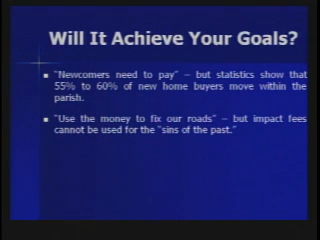 Will It Achieve Your Goals?
"Newcomers need to pay" – but statistics show that
55% to 60% of new home buyers move within the
parish.
"Use the money to fix our roads" – but impact fees
cannot be used for the "sins of the past."